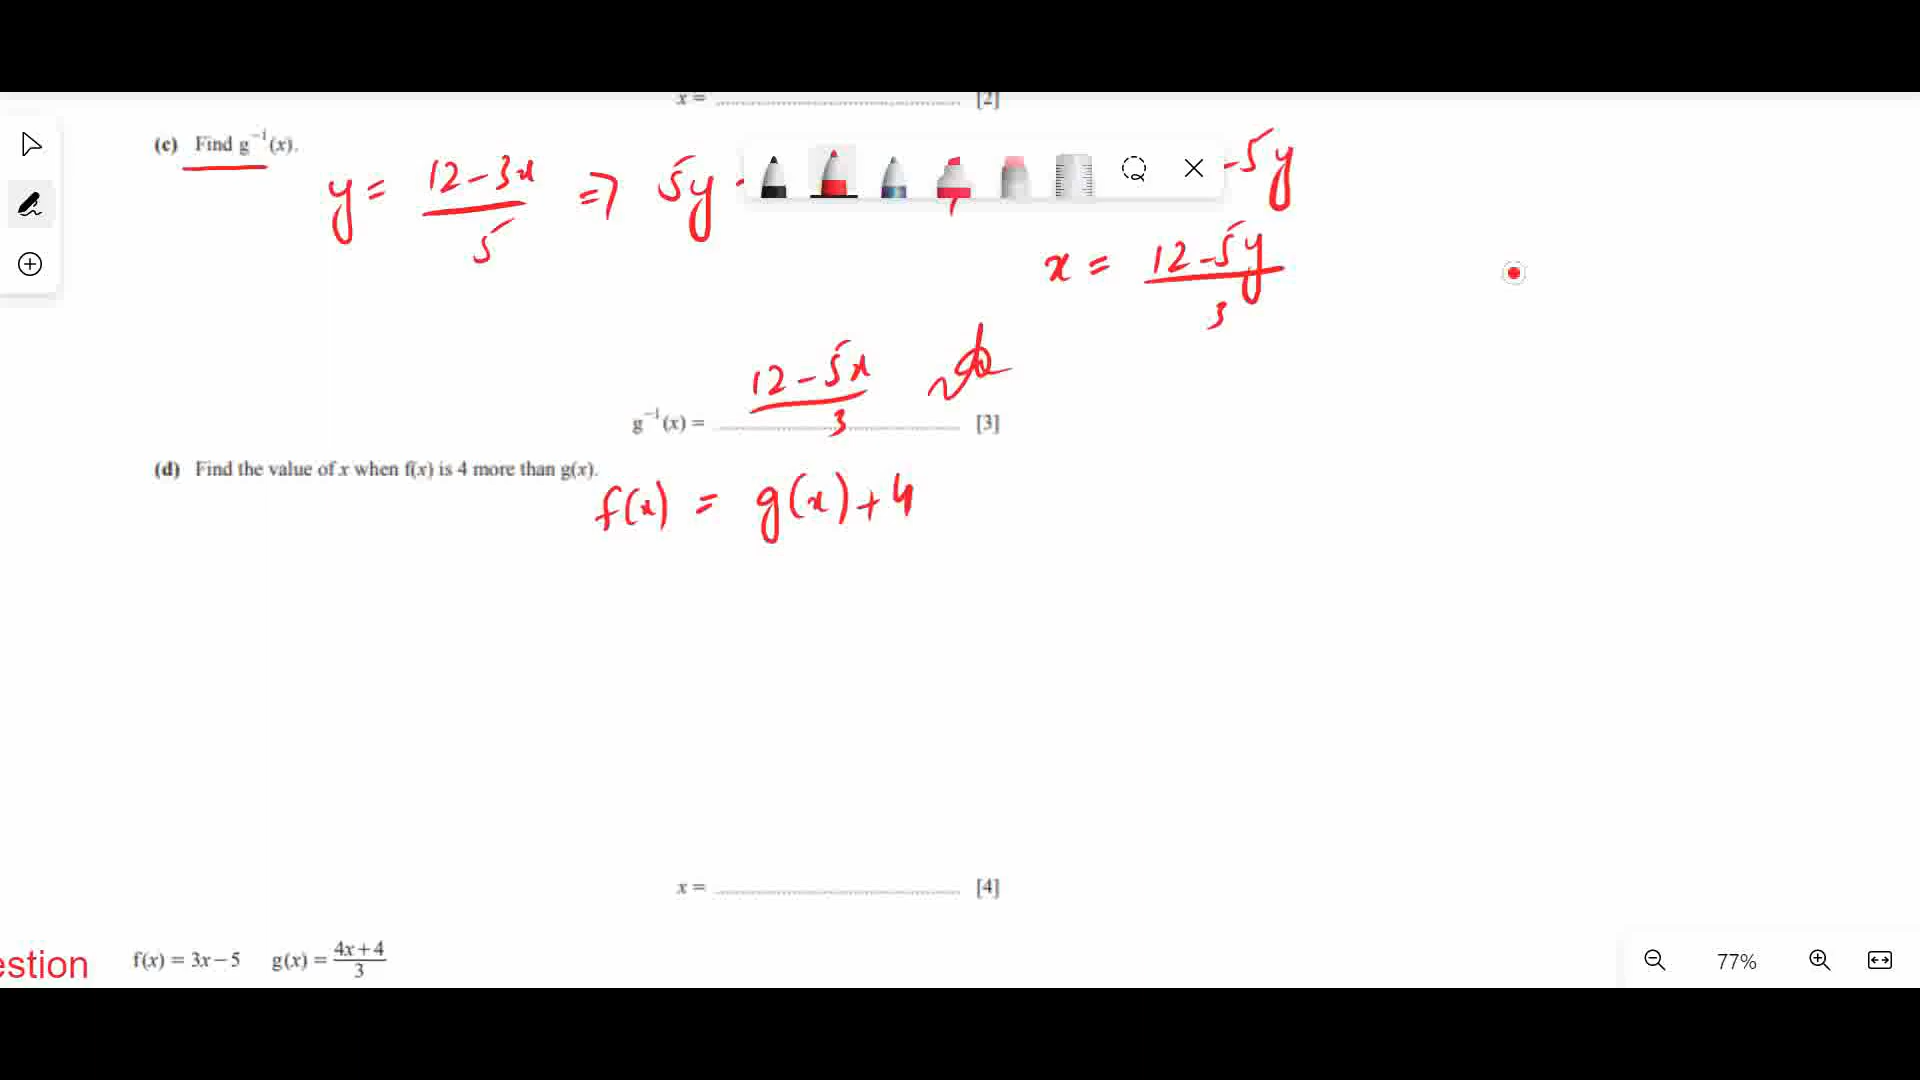 x = ........................ [2]
(c) Find g⁻¹(x).
y = (12-3x)/5 => 5y -5y
x = (12-5y)/3
(12-5x)/3
g⁻¹(x) = ........................ [3]
(d) Find the value of x when f(x) is 4 more than g(x).
f(x) = g(x)+4
x = ........................ [4]
estion f(x) = 3x-5 g(x) = (4x+4)/3
77%